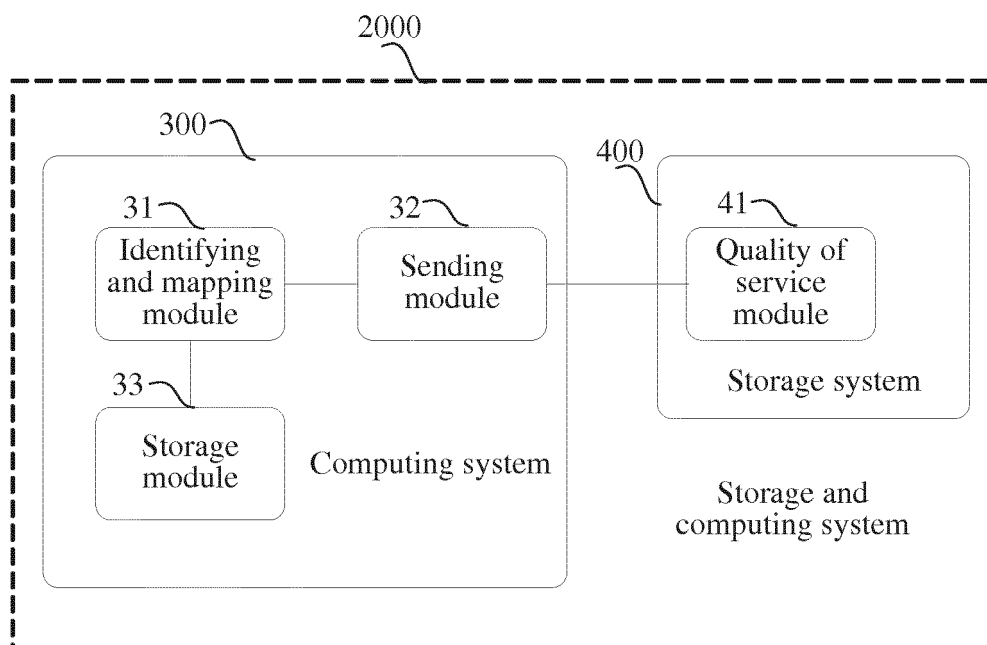 2000
300
400
31
32
41
Identifying
and mapping
module
Sending
module
Quality of
service
module
Storage system
33
Storage
module
Computing system
Storage and
computing system